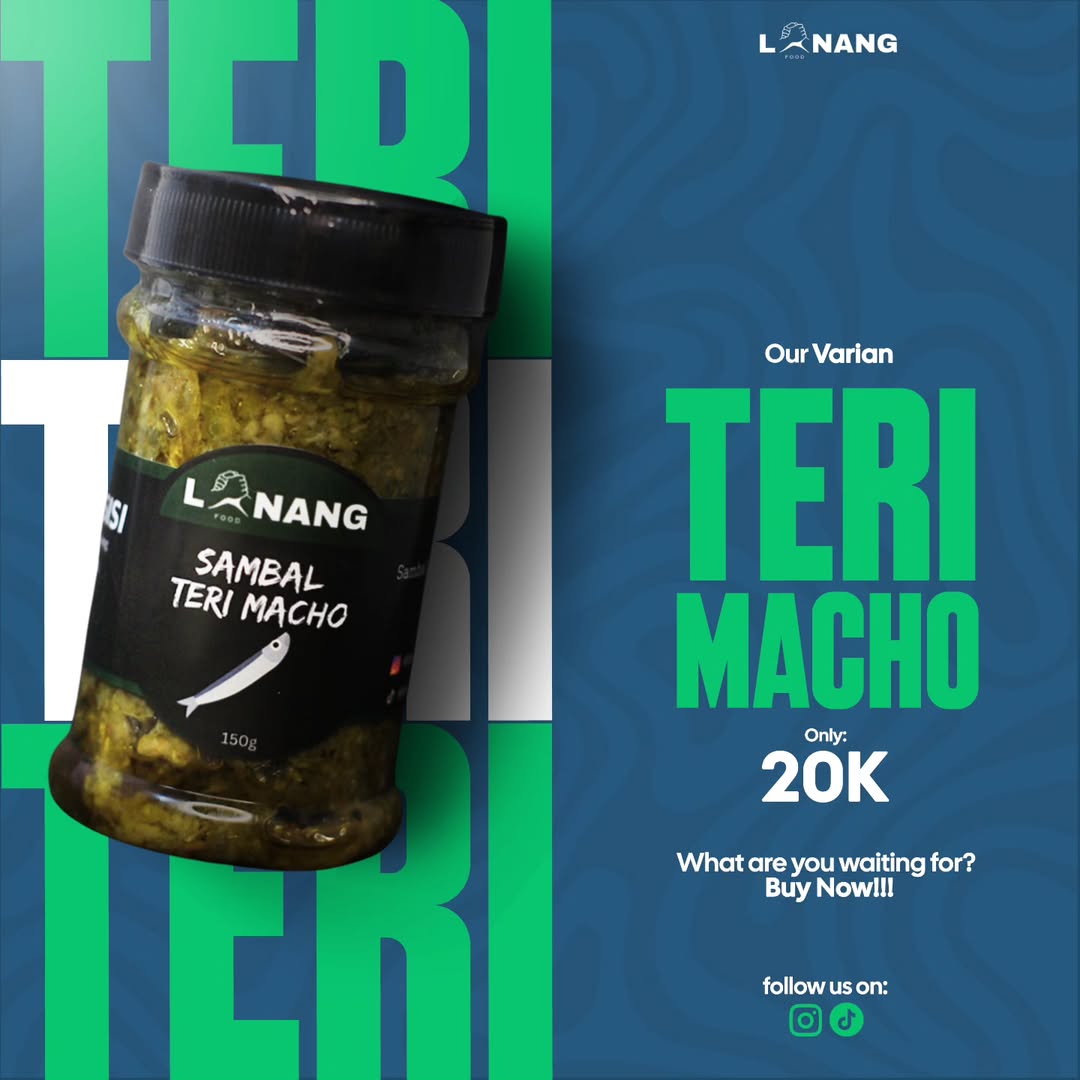 TERI
TERI
TERI
LANANG
FOOD
SAMBAL
TERI MACHO
150g
LANANG
FOOD
Our Varian
TERI
MACHO
Only:
20K
What are you waiting for?
Buy Now!!!
follow us on: